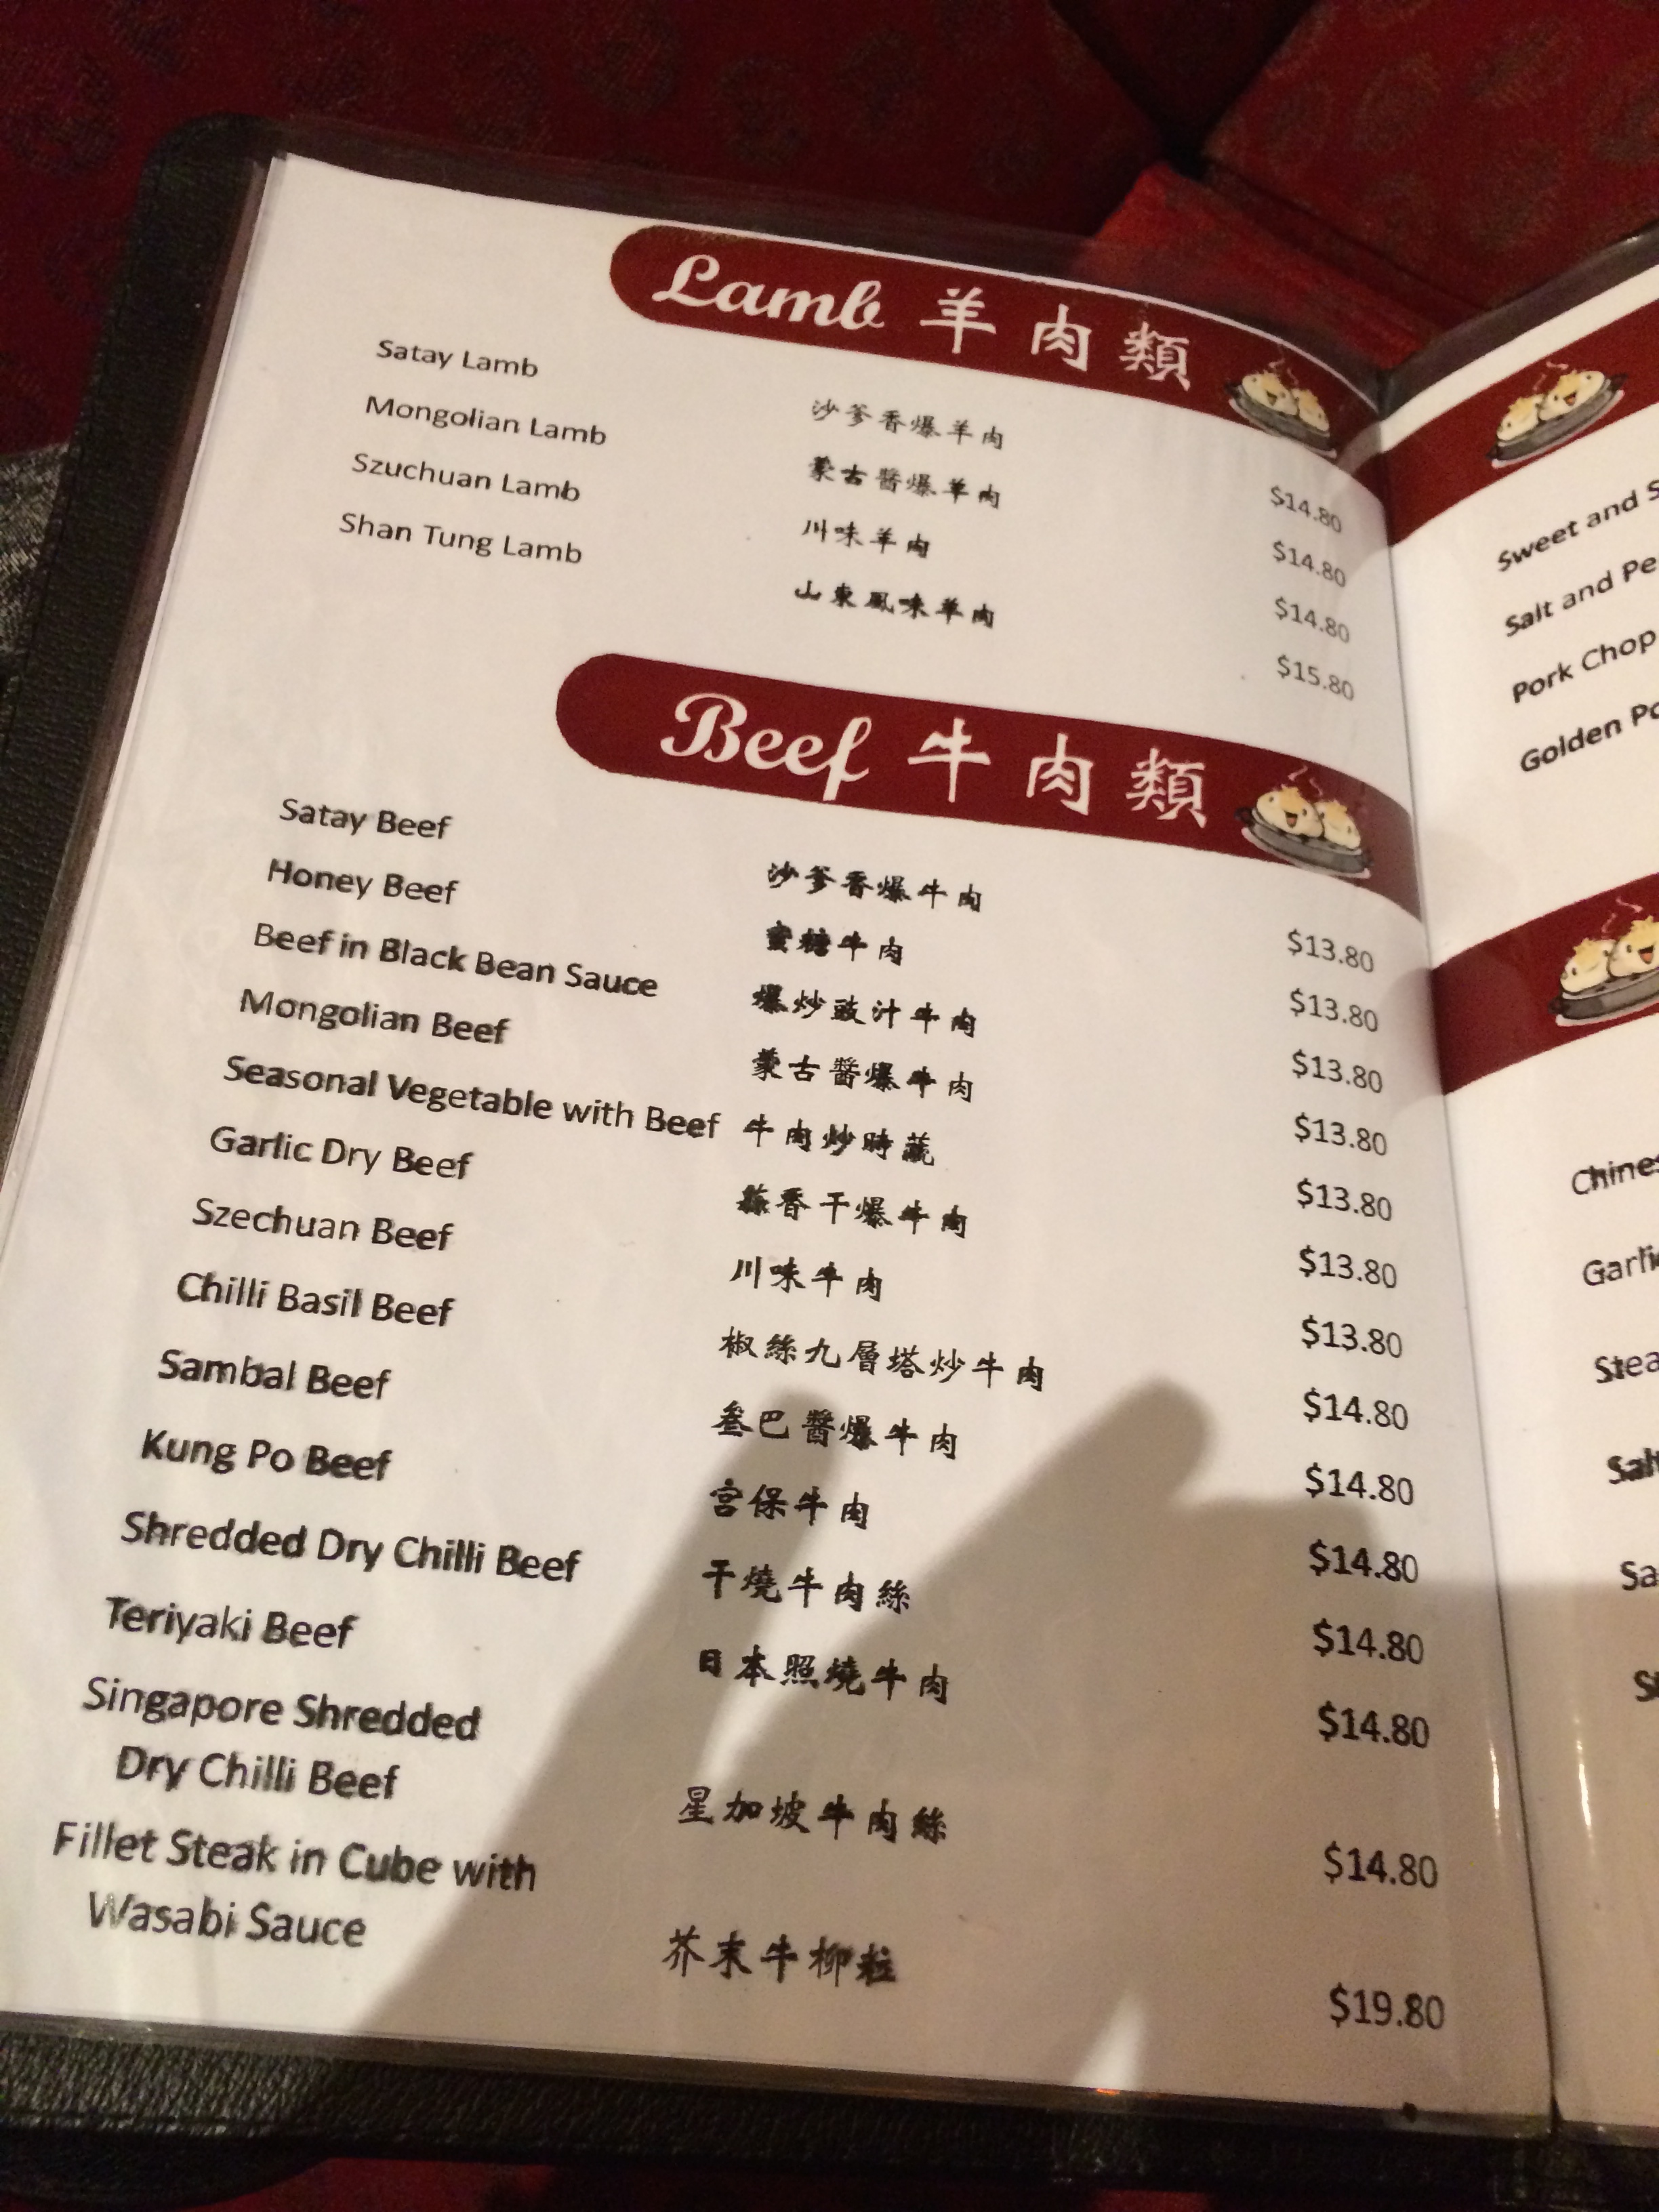 Lamb 羊肉類
Satay Lamb 沙爹香爆羊肉 $14.80
Mongolian Lamb 蒙古醬爆羊肉 $14.80
Szuchuan Lamb 川味羊肉 $14.80
Shan Tung Lamb 山東風味羊肉 $15.80
Beef 牛肉類
Satay Beef 沙爹香爆牛肉 $13.80
Honey Beef 蜜糖牛肉 $13.80
Beef in Black Bean Sauce 爆炒豉汁牛肉 $13.80
Mongolian Beef 蒙古醬爆牛肉 $13.80
Seasonal Vegetable with Beef 牛肉炒時蔬 $13.80
Garlic Dry Beef 蒜香干爆牛肉 $13.80
Szechuan Beef 川味牛肉 $13.80
Chilli Basil Beef 椒絲九層塔炒牛肉 $14.80
Sambal Beef 叁巴醬爆牛肉 $14.80
Kung Po Beef 宮保牛肉 $14.80
Shredded Dry Chilli Beef 干燒牛肉絲 $14.80
Teriyaki Beef 日本照燒牛肉 $14.80
Singapore Shredded
Dry Chilli Beef 星加坡牛肉絲 $14.80
Fillet Steak in Cube with
Wasabi Sauce 芥末牛柳粒 $19.80
Sweet and
Salt and
Pork Chop
Golden